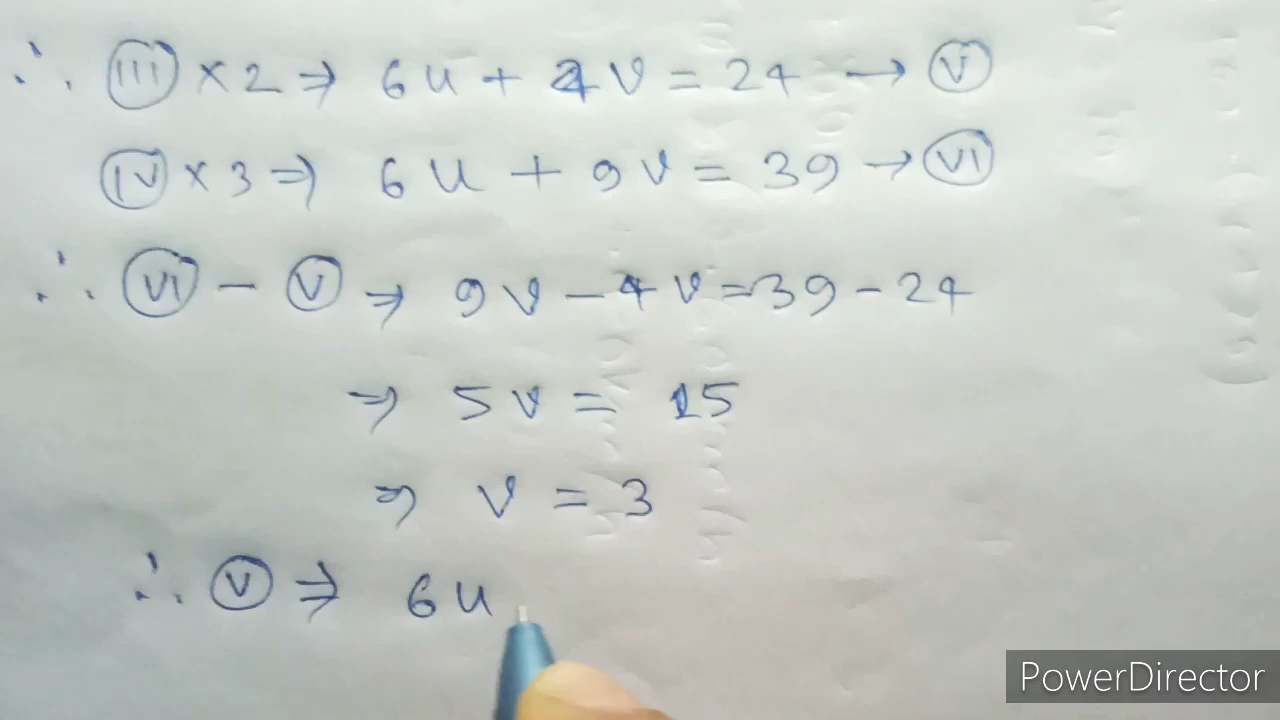 ∴ (III) × 2 ⇒ 6u + 4v = 24 → (V)
(IV) × 3 ⇒ 6u + 9v = 39 → (VI)
∴ (VI) - (V) ⇒ 9v - 4v = 39 - 24
⇒ 5v = 15
⇒ v = 3
∴ (V) ⇒ 6u
PowerDirector